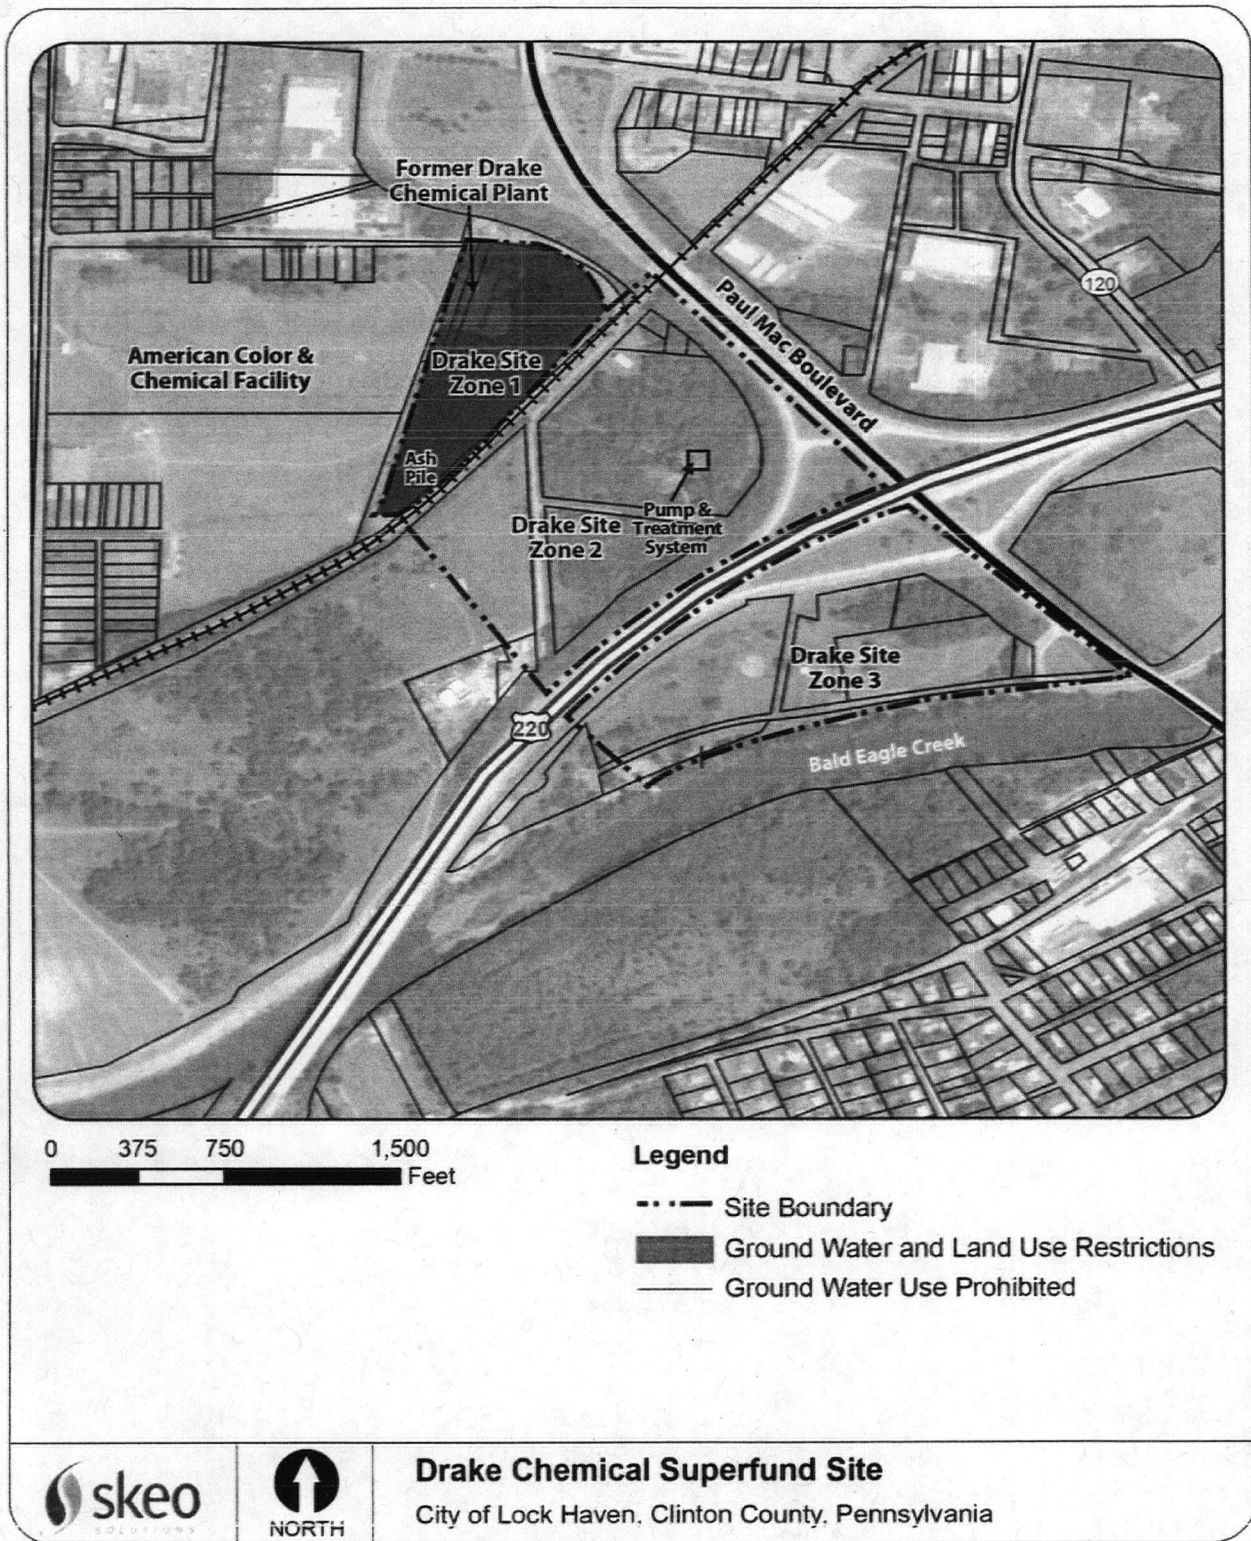 Former Drake
Chemical Plant
120
Paul Mac Boulevard
American Color &
Chemical Facility
Drake Site
Zone 1
Ash
Pile
Drake Site
Zone 2
Pump &
Treatment
System
Drake Site
Zone 3
220
Bald Eagle Creek
0 375 750 1,500
Feet
Legend
Site Boundary
Ground Water and Land Use Restrictions
Ground Water Use Prohibited
skeo
SOLUTIONS
NORTH
Drake Chemical Superfund Site
City of Lock Haven, Clinton County, Pennsylvania